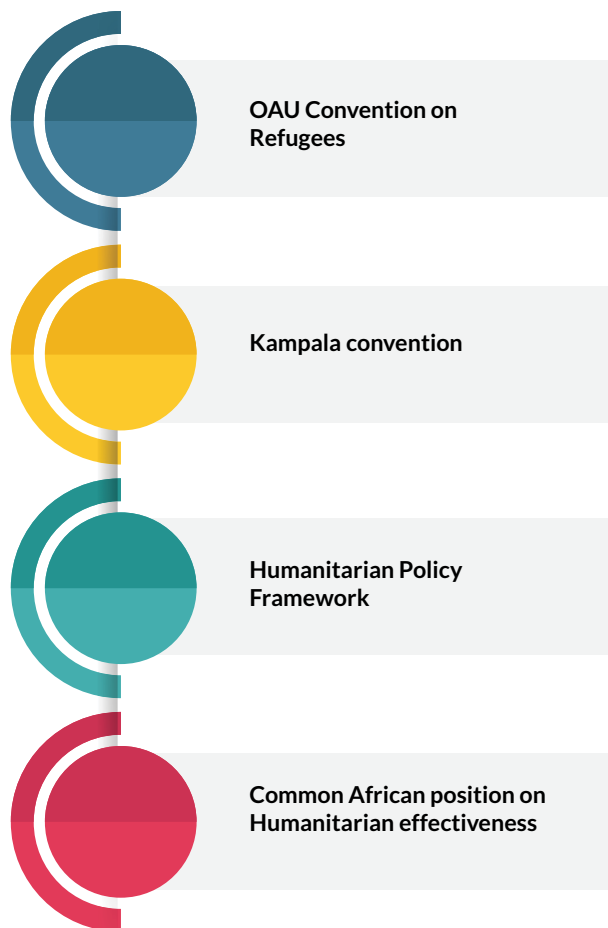 OAU Convention on
Refugees
Kampala convention
Humanitarian Policy
Framework
Common African position on
Humanitarian effectiveness